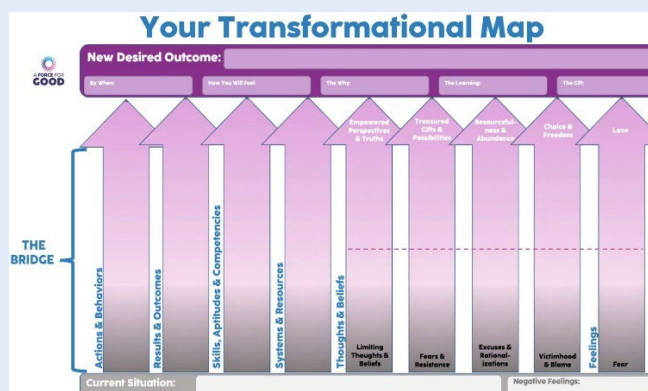 Your Transformational Map
A FORCE FOR
GOOD
New Desired Outcome:
By When:
How You Will Feel:
The Why:
The Learning:
The Gift:
Empowered
Perspectives
& Truths
Treasured
Gifts &
Possibilities
Resourceful-
ness &
Abundance
Choice &
Freedom
Love
THE
BRIDGE
Actions & Behaviors
Results & Outcomes
Skills, Aptitudes & Competencies
Systems & Resources
Thoughts & Beliefs
Feelings
Limiting
Thoughts &
Beliefs
Fears &
Resistance
Excuses &
Rational-
izations
Victimhood
& Blame
Fear
Current Situation:
Negative Feelings: